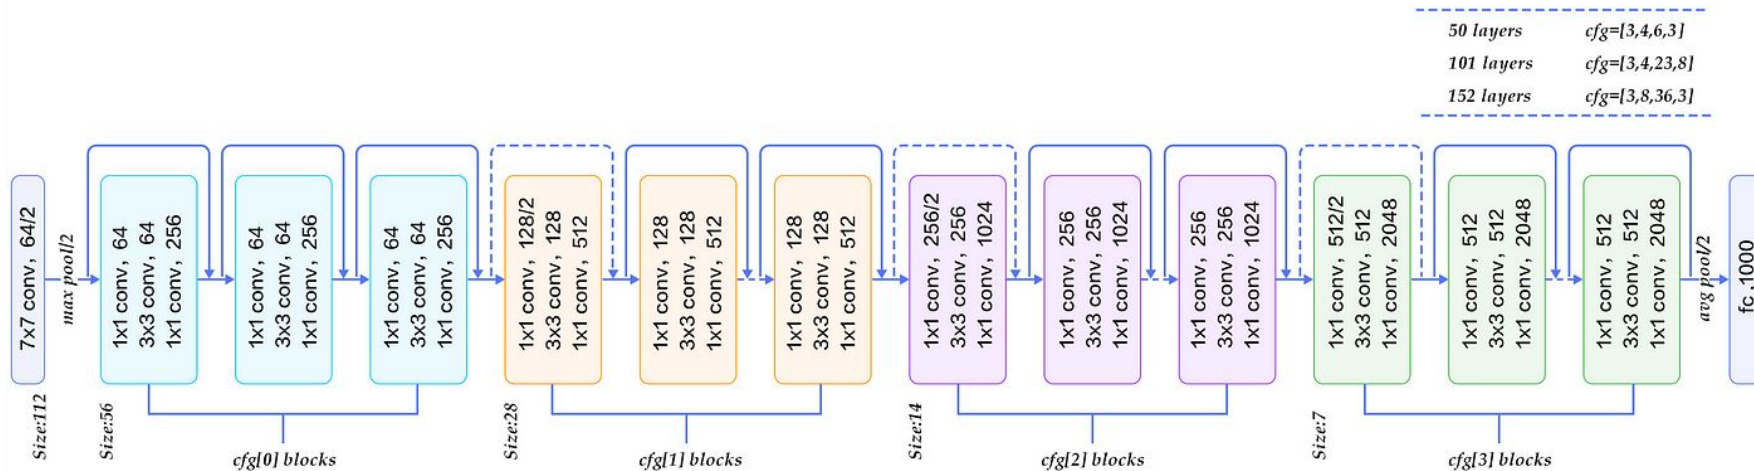 50 layers cfg=[3,4,6,3]
101 layers cfg=[3,4,23,8]
152 layers cfg=[3,8,36,3]
7x7 conv, 64/2
max pool/2
1x1 conv, 64
3x3 conv, 64
1x1 conv, 256
1x1 conv, 64
3x3 conv, 64
1x1 conv, 256
1x1 conv, 64
3x3 conv, 64
1x1 conv, 256
1x1 conv, 128/2
3x3 conv, 128
1x1 conv, 512
1x1 conv, 128
3x3 conv, 128
1x1 conv, 512
1x1 conv, 128
3x3 conv, 128
1x1 conv, 512
1x1 conv, 256/2
3x3 conv, 256
1x1 conv, 1024
1x1 conv, 256
3x3 conv, 256
1x1 conv, 1024
1x1 conv, 256
3x3 conv, 256
1x1 conv, 1024
1x1 conv, 512/2
3x3 conv, 512
1x1 conv, 2048
1x1 conv, 512
3x3 conv, 512
1x1 conv, 2048
1x1 conv, 512
3x3 conv, 512
1x1 conv, 2048
avg pool/2
fc ,1000
Size:112
Size:56
cfg[0] blocks
Size:28
cfg[1] blocks
Size:14
cfg[2] blocks
Size:7
cfg[3] blocks